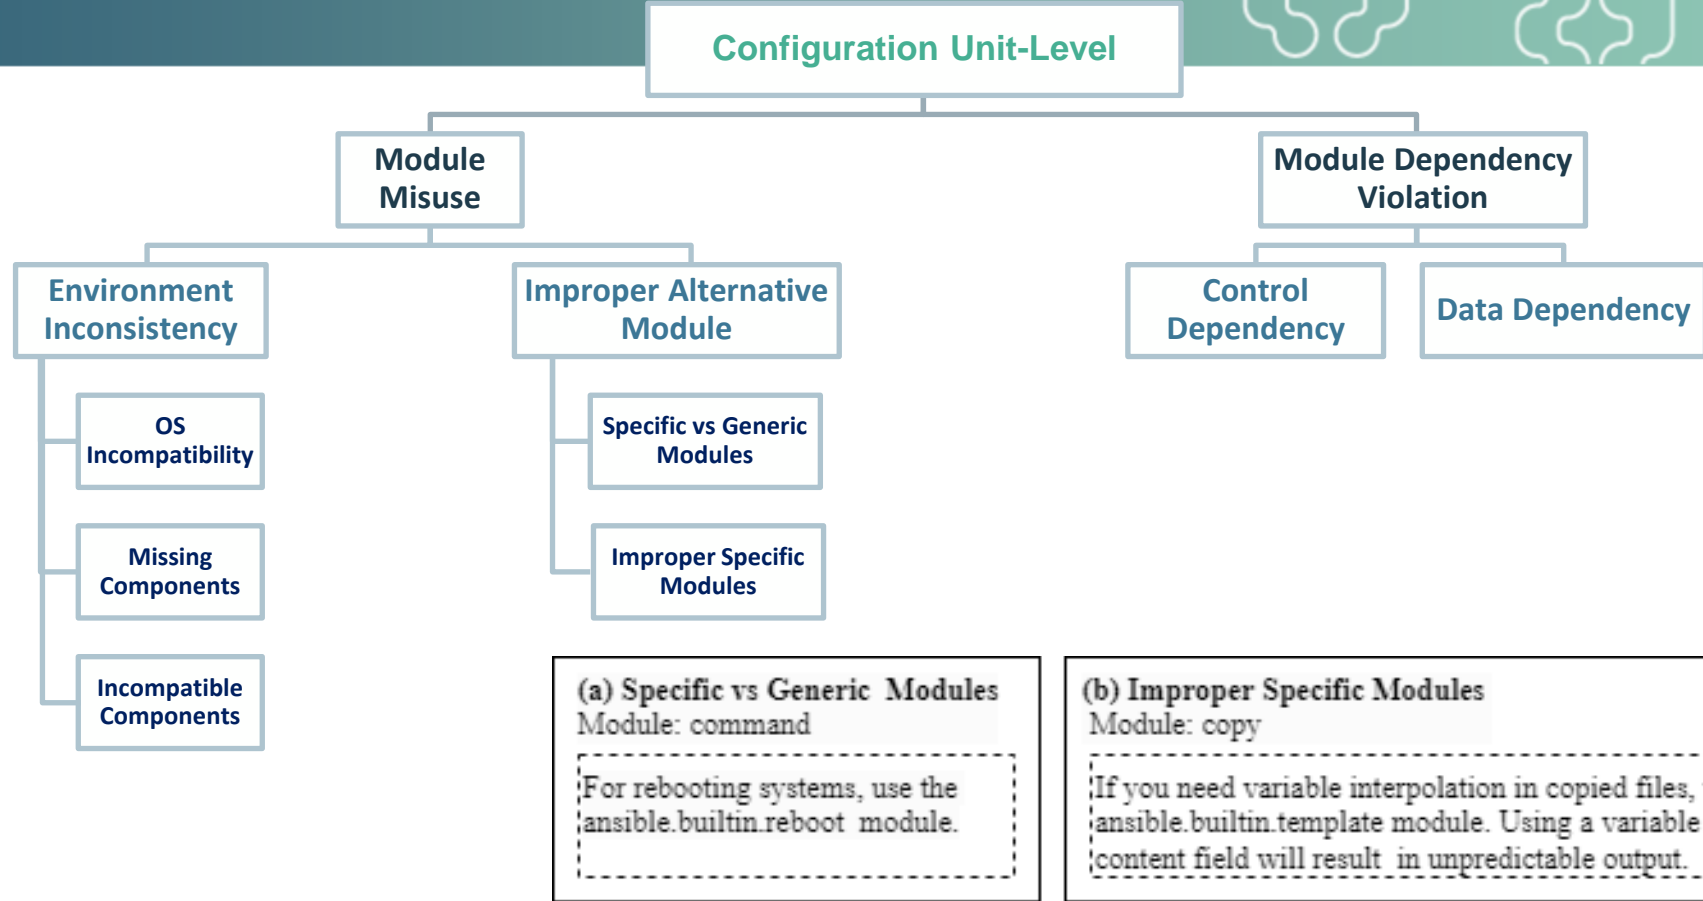 Configuration Unit-Level
Module
Misuse
Module Dependency
Violation
Environment
Inconsistency
Improper Alternative
Module
Control
Dependency
Data Dependency
OS
Incompatibility
Specific vs Generic
Modules
Missing
Components
Improper Specific
Modules
Incompatible
Components
(a) Specific vs Generic Modules
Module: command
For rebooting systems, use the
ansible.builtin.reboot module.
(b) Improper Specific Modules
Module: copy
If you need variable interpolation in copied files,
ansible.builtin.template module. Using a variable
content field will result in unpredictable output.